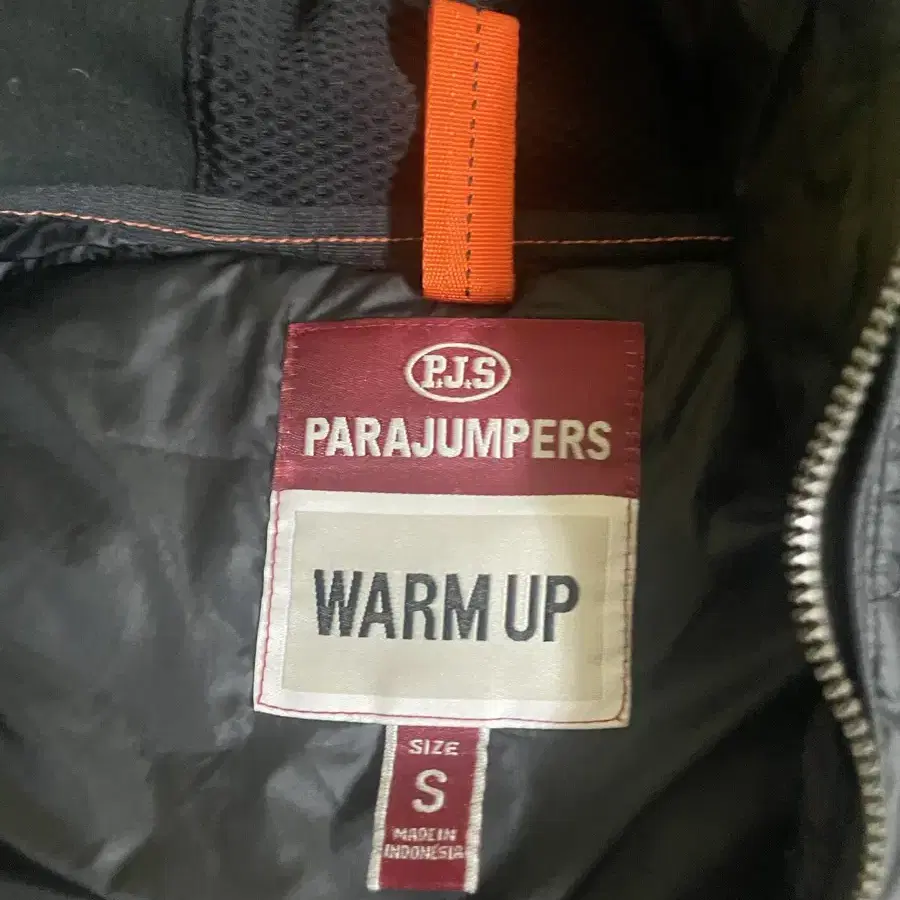 P.J.S
PARAJUMPERS
WARM UP
SIZE
S
MADE IN
INDONESIA